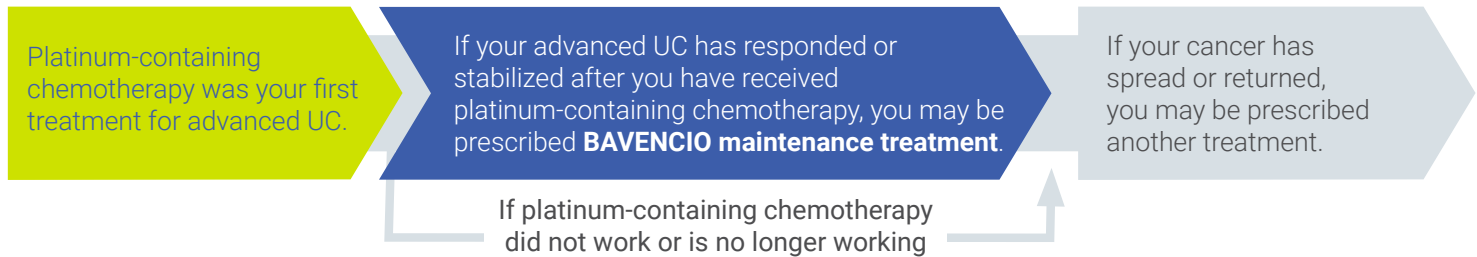 Platinum-containing
chemotherapy was your first
treatment for advanced UC.
If your advanced UC has responded or
stabilized after you have received
platinum-containing chemotherapy, you may be
prescribed BAVENCIO maintenance treatment.
If your cancer has
spread or returned,
you may be prescribed
another treatment.
If platinum-containing chemotherapy
did not work or is no longer working